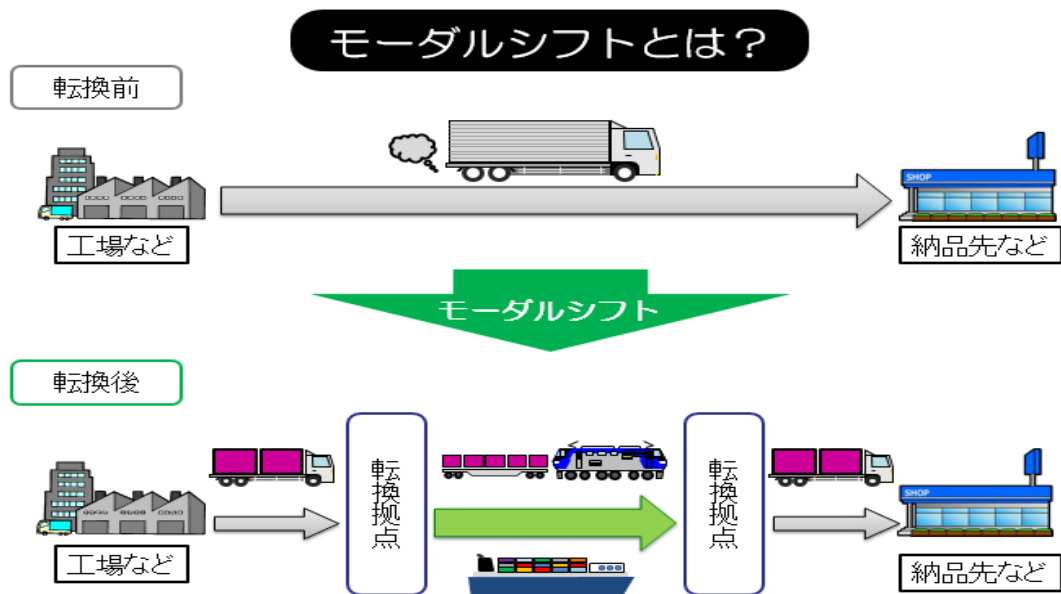 モーダルシフトとは？
転換前
SHOP
工場など
納品先など
モーダルシフト
転換後
転換拠点
転換拠点
SHOP
工場など
納品先など